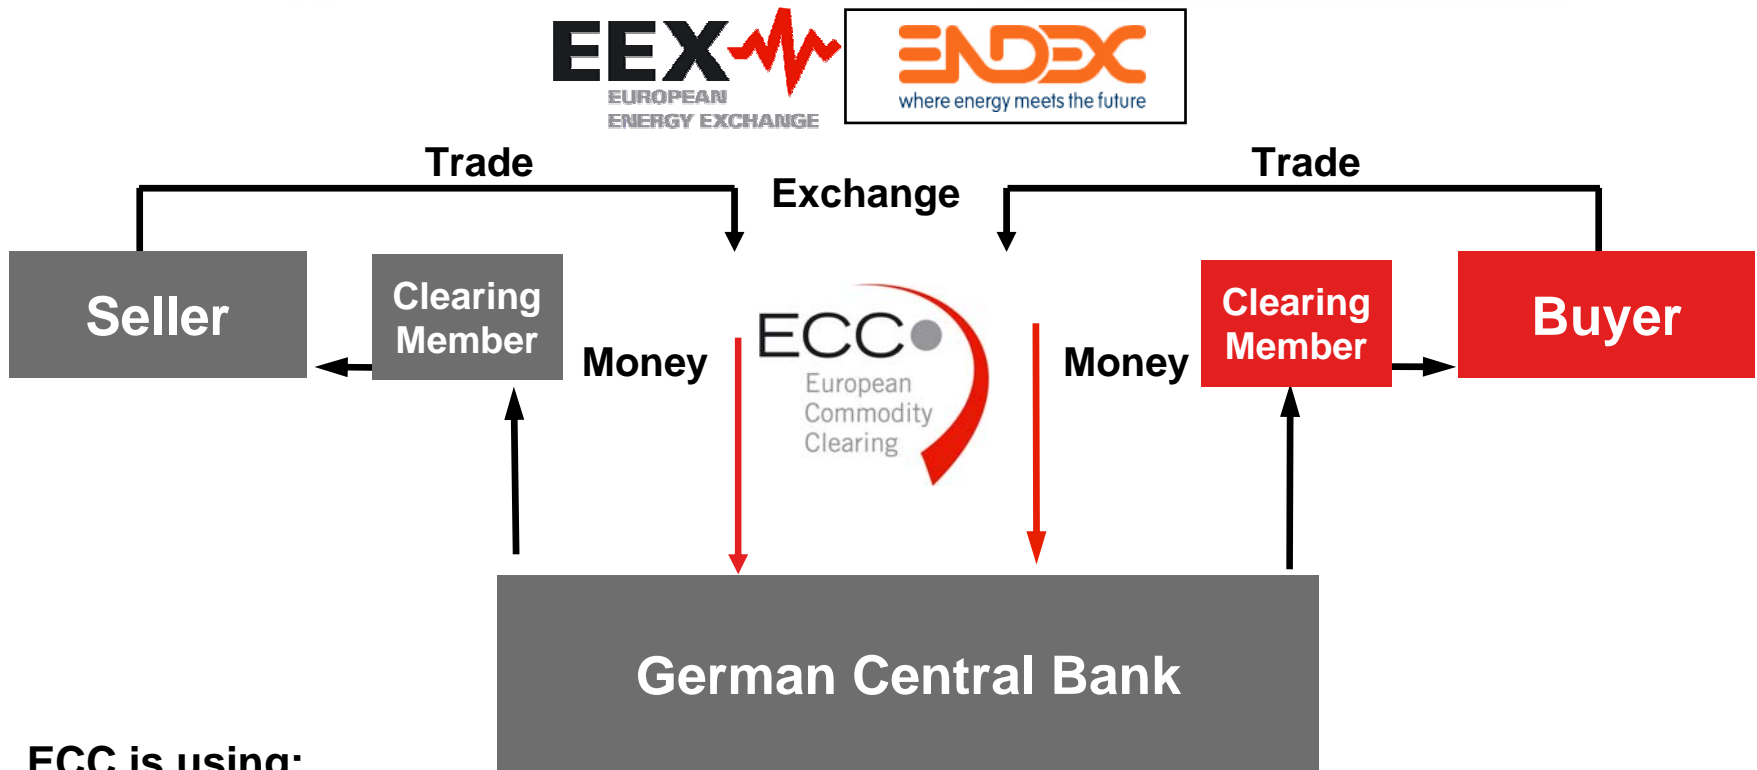 EEX
EUROPEAN
ENERGY EXCHANGE
ENDEX
where energy meets the future
Trade
Exchange
Trade
Seller
Clearing
Member
Money
ECC
European
Commodity
Clearing
Money
Clearing
Member
Buyer
German Central Bank
ECC is using: